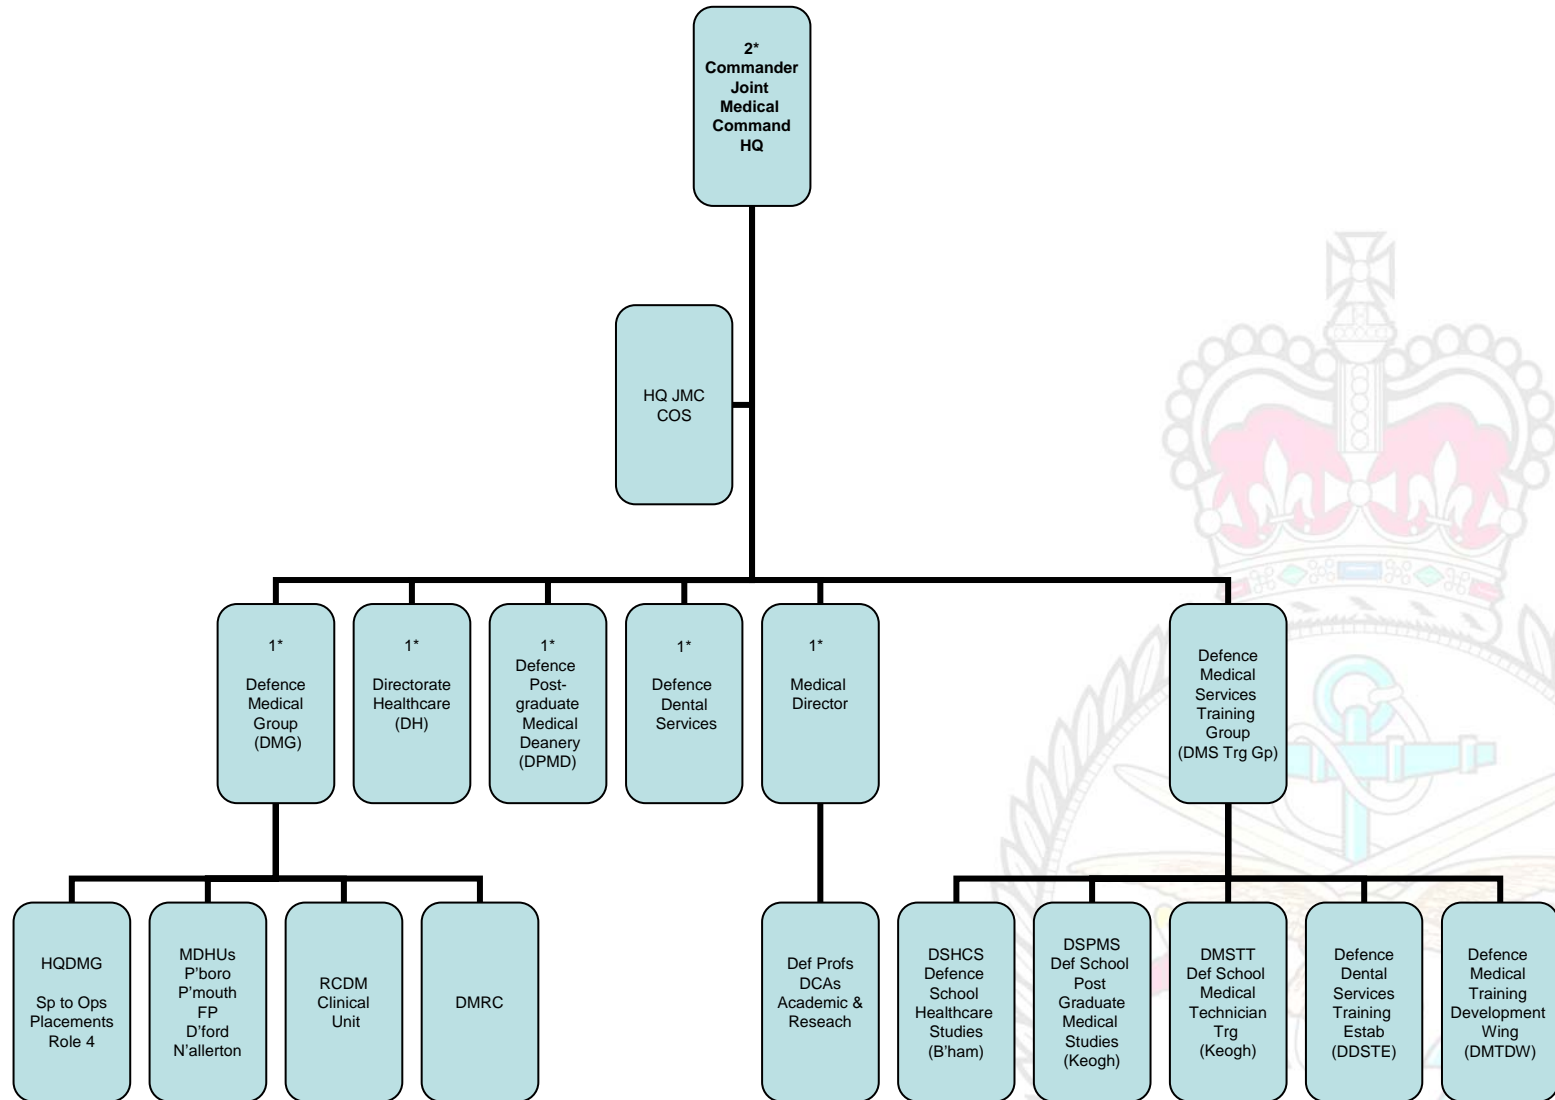 2*
Commander
Joint
Medical
Command
HQ
HQ JMC
COS
1*
Defence
Medical
Group
(DMG)
1*
Directorate
Healthcare
(DH)
1*
Defence
Post-
graduate
Medical
Deanery
(DPMD)
1*
Defence
Dental
Services
1*
Medical
Director
Defence
Medical
Services
Training
Group
(DMS Trg Gp)
HQDMG
Sp to Ops
Placements
Role 4
MDHUs
P'boro
P'mouth
FP
D'ford
N'allerton
RCDM
Clinical
Unit
DMRC
Def Profs
DCAs
Academic &
Reseach
DSHCS
Defence
School
Healthcare
Studies
(B'ham)
DSPMS
Def School
Post
Graduate
Medical
Studies
(Keogh)
DMSTT
Def School
Medical
Technician
Trg
(Keogh)
Defence
Dental
Services
Training
Estab
(DDSTE)
Defence
Medical
Training
Development
Wing
(DMTDW)